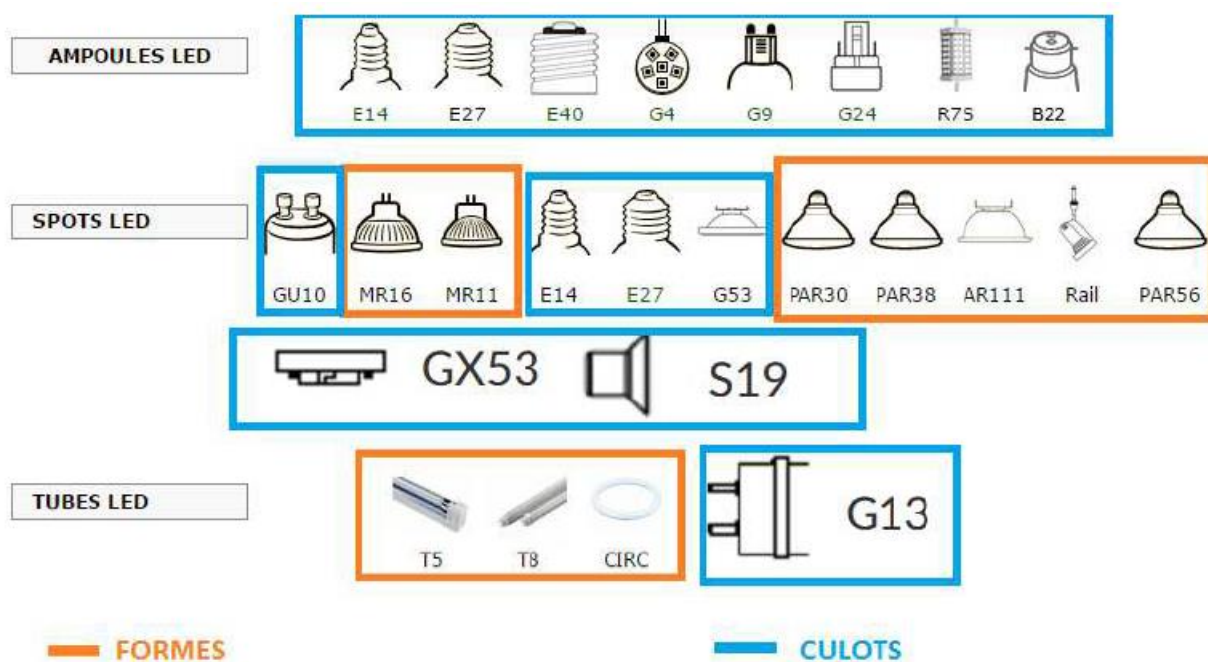 AMPOULES LED
E14 E27 E40 G4 G9 G24 R7S B22
SPOTS LED
GU10 MR16 MR11 E14 E27 G53 PAR30 PAR38 AR111 Rail PAR56
GX53 S19
TUBES LED
T5 T8 CIRC G13
FORMES CULOTS